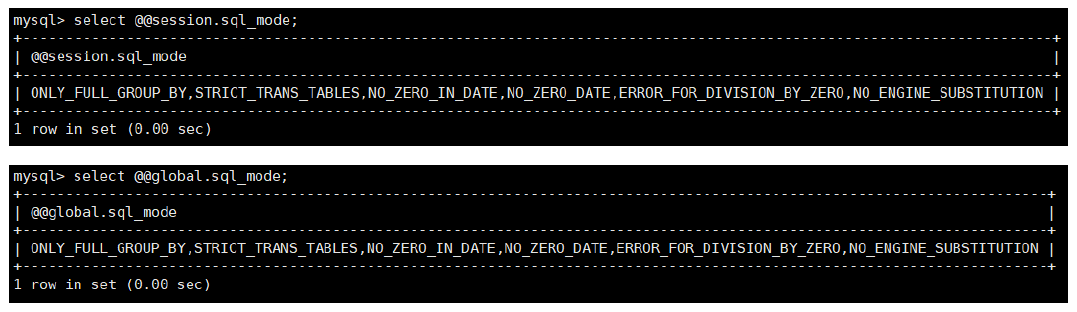 mysql> select @@session.sql_mode;
+-----------------------------------------------------------------------------------------------------------------------+
| @@session.sql_mode                                                                                                    |
+-----------------------------------------------------------------------------------------------------------------------+
| ONLY_FULL_GROUP_BY,STRICT_TRANS_TABLES,NO_ZERO_IN_DATE,NO_ZERO_DATE,ERROR_FOR_DIVISION_BY_ZERO,NO_ENGINE_SUBSTITUTION |
+-----------------------------------------------------------------------------------------------------------------------+
1 row in set (0.00 sec)
mysql> select @@global.sql_mode;
+-----------------------------------------------------------------------------------------------------------------------+
| @@global.sql_mode                                                                                                     |
+-----------------------------------------------------------------------------------------------------------------------+
| ONLY_FULL_GROUP_BY,STRICT_TRANS_TABLES,NO_ZERO_IN_DATE,NO_ZERO_DATE,ERROR_FOR_DIVISION_BY_ZERO,NO_ENGINE_SUBSTITUTION |
+-----------------------------------------------------------------------------------------------------------------------+
1 row in set (0.00 sec)